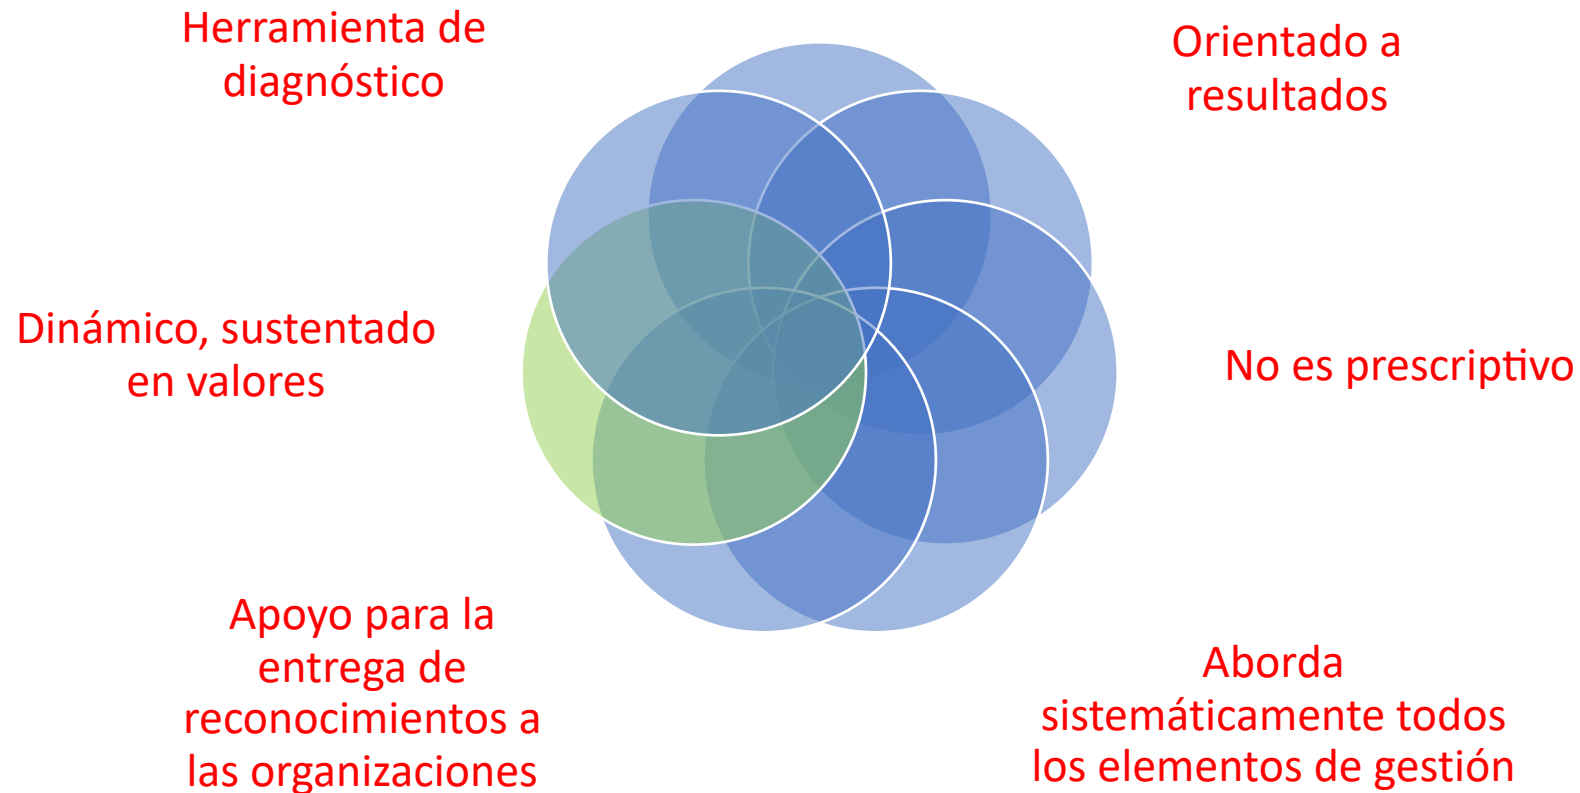 Herramienta de
diagnóstico
Orientado a
resultados
Dinámico, sustentado
en valores
No es prescriptivo
Apoyo para la
entrega de
reconocimientos a
las organizaciones
Aborda
sistemáticamente todos
los elementos de gestión